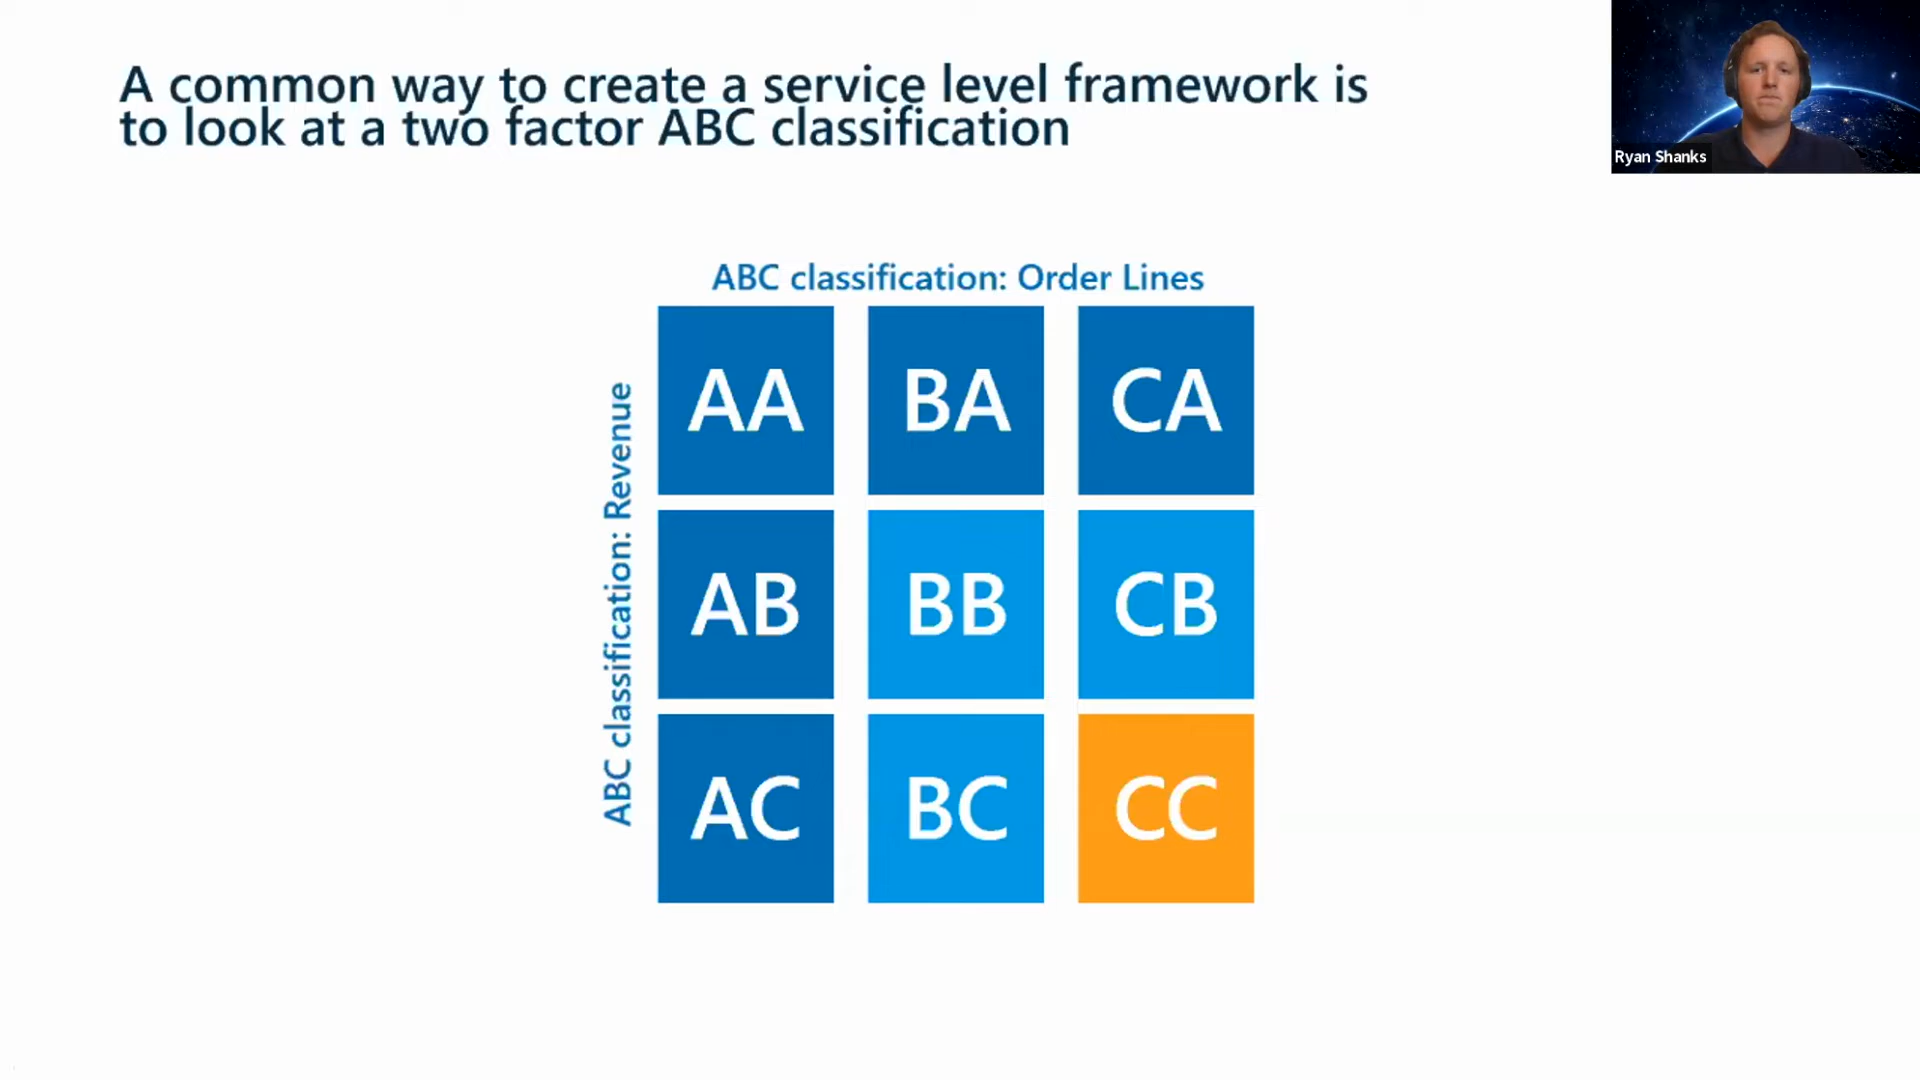 A common way to create a service level framework is
to look at a two factor ABC classification
Ryan Shanks
ABC classification: Order Lines
ABC classification: Revenue
AA BA CA
AB BB CB
AC BC CC